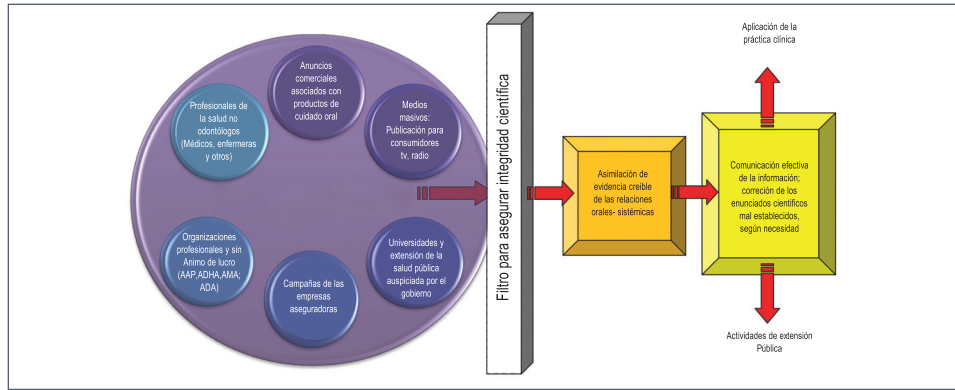 Anuncios
comerciales
asociados con
productos de
cuidado oral
Profesionales de
la salud no
odontólogos
(Médicos, enfermeras
y otros)
Medios
masivos:
Publicación para
consumidores
tv, radio
Organizaciones
profesionales y sin
Animo de lucro
(AAP,ADHA,AMA;
ADA)
Campañas de las
empresas
aseguradoras
Universidades y
extensión de la
salud pública
auspiciada por el
gobierno
Filtro para asegurar integridad científica
Asimilación de
evidencia creible
de las relaciones
orales- sistémicas
Aplicación de la
práctica clínica
Comunicación efectiva
de la información;
correción de los
enunciados cientificos
mal establecidos,
según necesidad
Actividades de extensión
Pública